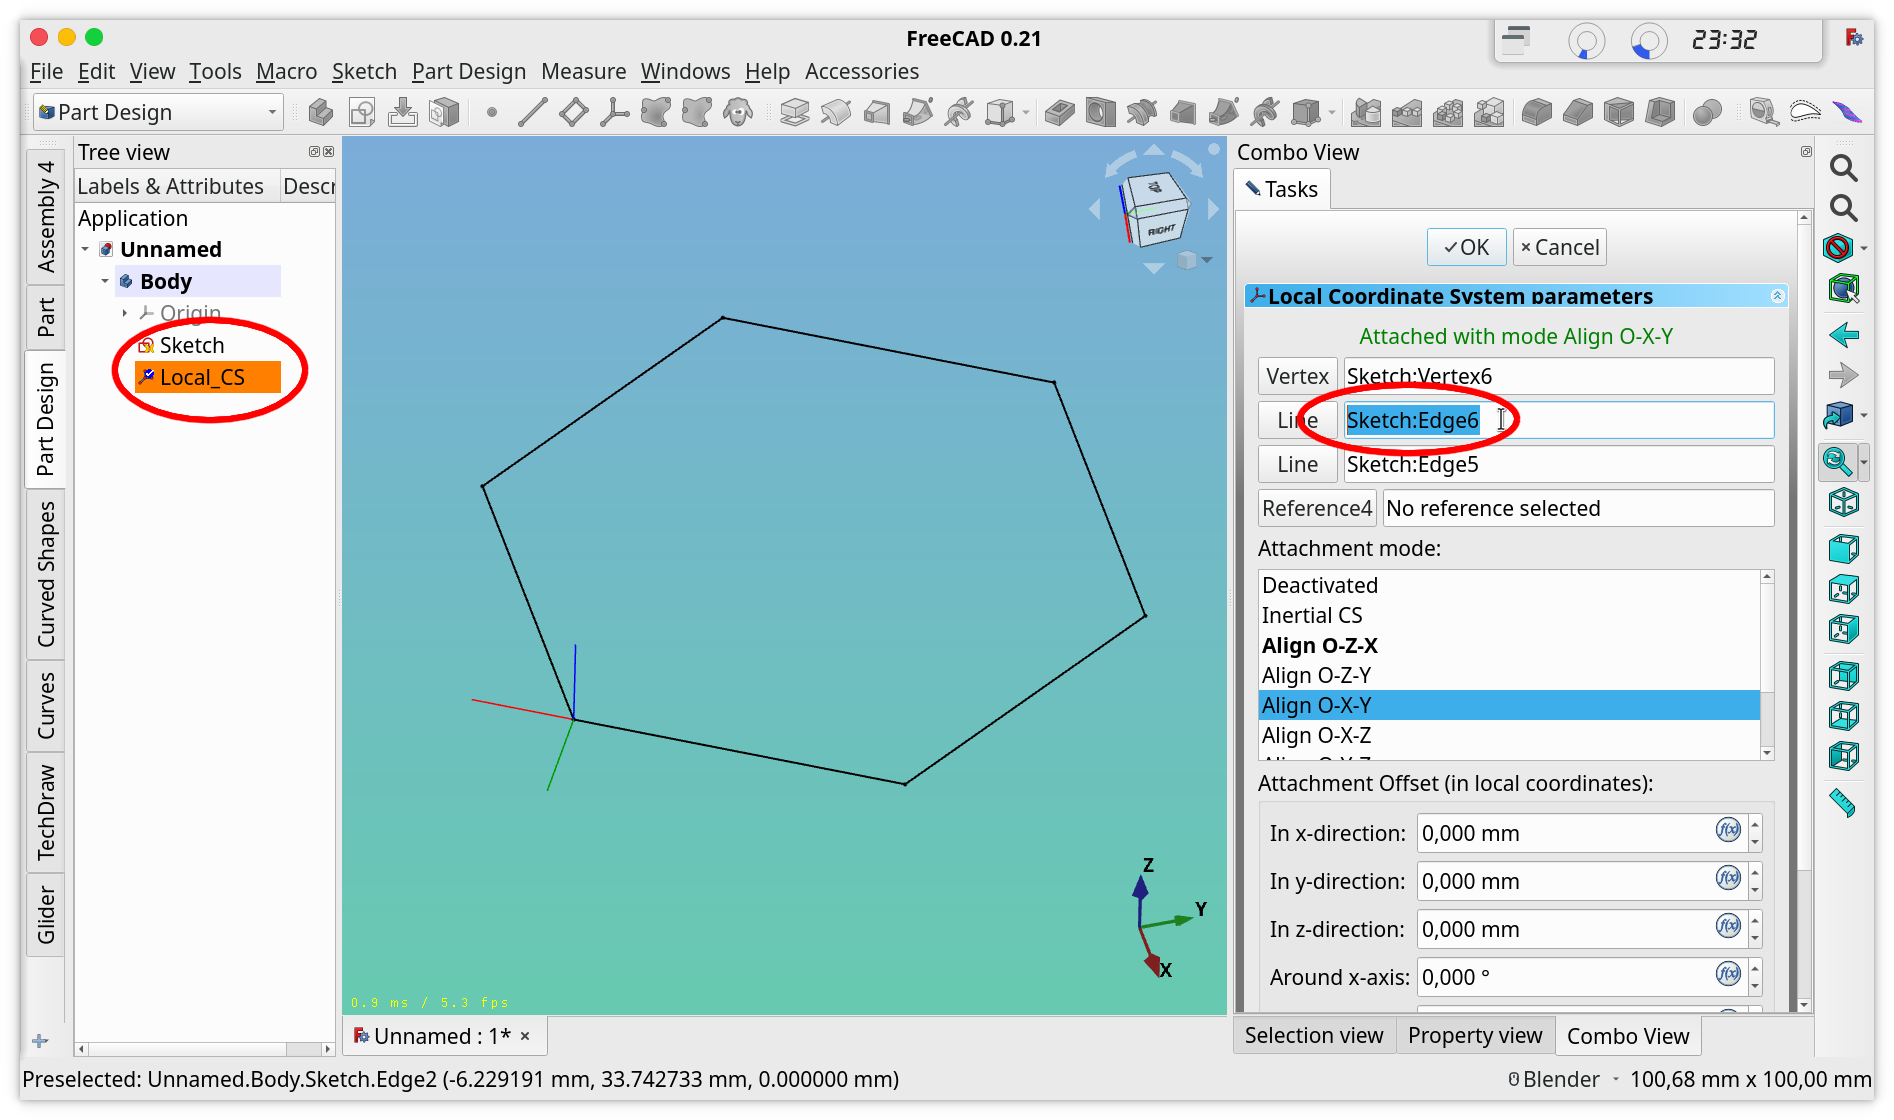 FreeCAD 0.21
23:32
File Edit View Tools Macro Sketch Part Design Measure Windows Help Accessories
Part Design
Tree view
Labels & Attributes Descr
Application
Unnamed
Body
Origin
Sketch
Local_CS
Assembly 4
Part
Part Design
Curved Shapes
Curves
TechDraw
Glider
TOP
RIGHT
Z
Y
X
0.9 ms / 5.3 fps
Unnamed : 1*
Combo View
Tasks
OK Cancel
Local Coordinate System parameters
Attached with mode Align O-X-Y
Vertex Sketch:Vertex6
Line Sketch:Edge6
Line Sketch:Edge5
Reference4 No reference selected
Attachment mode:
Deactivated
Inertial CS
Align O-Z-X
Align O-Z-Y
Align O-X-Y
Align O-X-Z
Attachment Offset (in local coordinates):
In x-direction: 0,000 mm f(x)
In y-direction: 0,000 mm f(x)
In z-direction: 0,000 mm f(x)
Around x-axis: 0,000 ° f(x)
Selection view Property view Combo View
Preselected: Unnamed.Body.Sketch.Edge2 (-6.229191 mm, 33.742733 mm, 0.000000 mm)
Blender 100,68 mm x 100,00 mm